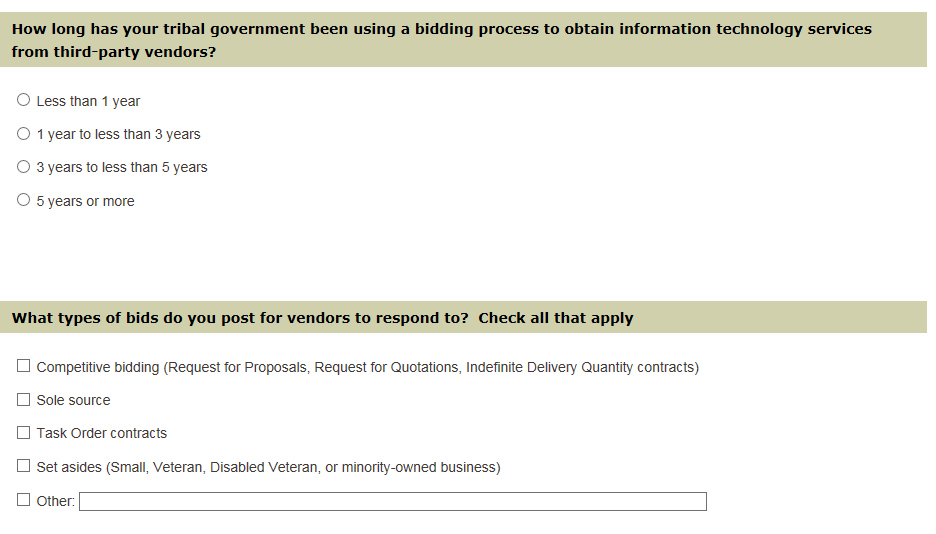 How long has your tribal government been using a bidding process to obtain information technology services
from third-party vendors?
Less than 1 year
1 year to less than 3 years
3 years to less than 5 years
5 years or more
What types of bids do you post for vendors to respond to?  Check all that apply
Competitive bidding (Request for Proposals, Request for Quotations, Indefinite Delivery Quantity contracts)
Sole source
Task Order contracts
Set asides (Small, Veteran, Disabled Veteran, or minority-owned business)
Other: